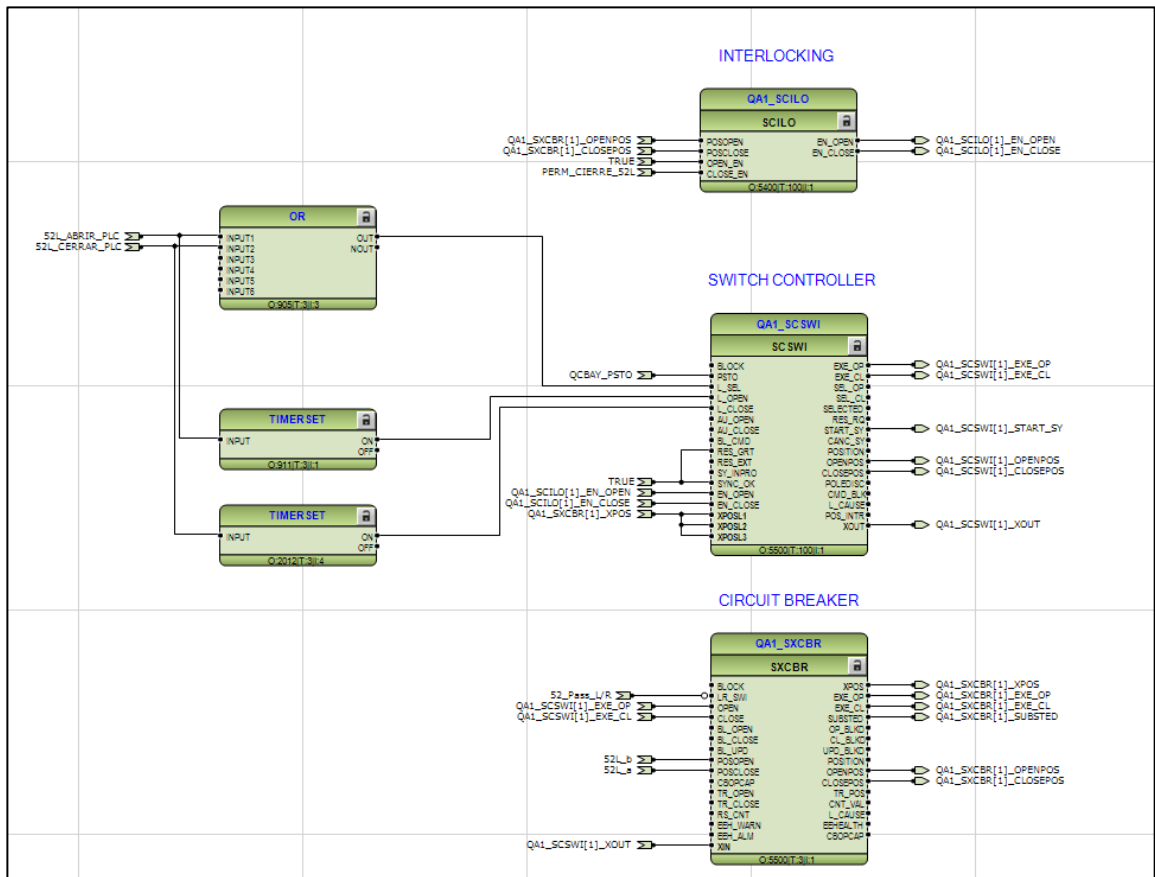 INTERLOCKING
QA1_SCILO
SCILO
QA1_SXCBR[1]_OPENPOS
QA1_SXCBR[1]_CLOSEPOS
TRUE
PERM_CIERRE_52L
POSOPEN
POSCLOSE
OPEN_EN
CLOSE_EN
EN_OPEN
EN_CLOSE
QA1_SCILO[1]_EN_OPEN
QA1_SCILO[1]_EN_CLOSE
O:5400|T:100|I:1
OR
52L_ABRIR_PLC
52L_CERRAR_PLC
INPUT1
INPUT2
INPUT3
INPUT4
INPUT5
INPUT6
OUT
NOUT
O:905|T:3|I:3
TIMERSET
INPUT
ON
OFF
O:911|T:3|I:1
TIMERSET
INPUT
ON
OFF
O:2012|T:3|I:4
SWITCH CONTROLLER
QA1_SCSWI
SCSWI
QCBAY_PSTO
TRUE
QA1_SCILO[1]_EN_OPEN
QA1_SCILO[1]_EN_CLOSE
QA1_SXCBR[1]_XPOS
BLOCK
PSTO
L_SEL
L_OPEN
L_CLOSE
AU_OPEN
AU_CLOSE
BL_CMD
RES_GRT
RES_EXT
SY_INPRO
SYNC_OK
EN_OPEN
EN_CLOSE
XPOSL1
XPOSL2
XPOSL3
EXE_OP
EXE_CL
SEL_OP
SEL_CL
SELECTED
RES_RQ
START_SY
CANC_SY
POSITION
OPENPOS
CLOSEPOS
POLEDISC
CMD_BLK
L_CAUSE
POS_INTR
XOUT
QA1_SCSWI[1]_EXE_OP
QA1_SCSWI[1]_EXE_CL
QA1_SCSWI[1]_START_SY
QA1_SCSWI[1]_OPENPOS
QA1_SCSWI[1]_CLOSEPOS
QA1_SCSWI[1]_XOUT
O:5500|T:100|I:1
CIRCUIT BREAKER
QA1_SXCBR
SXCBR
52_Pass_L/R
QA1_SCSWI[1]_EXE_OP
QA1_SCSWI[1]_EXE_CL
52L_b
52L_a
QA1_SCSWI[1]_XOUT
BLOCK
LR_SWI
OPEN
CLOSE
BL_OPEN
BL_CLOSE
BL_UPD
POSOPEN
POSCLOSE
CBOPCAP
TR_OPEN
TR_CLOSE
RS_CNT
EEH_WARN
EEH_ALM
XIN
XPOS
EXE_OP
EXE_CL
SUBSTED
OP_BLKD
CL_BLKD
UPD_BLKD
POSITION
OPENPOS
CLOSEPOS
TR_POS
CNT_VAL
L_CAUSE
EEHEALTH
CBOPCAP
QA1_SXCBR[1]_XPOS
QA1_SXCBR[1]_EXE_OP
QA1_SXCBR[1]_EXE_CL
QA1_SXCBR[1]_SUBSTED
QA1_SXCBR[1]_OPENPOS
QA1_SXCBR[1]_CLOSEPOS
O:5500|T:3|I:1